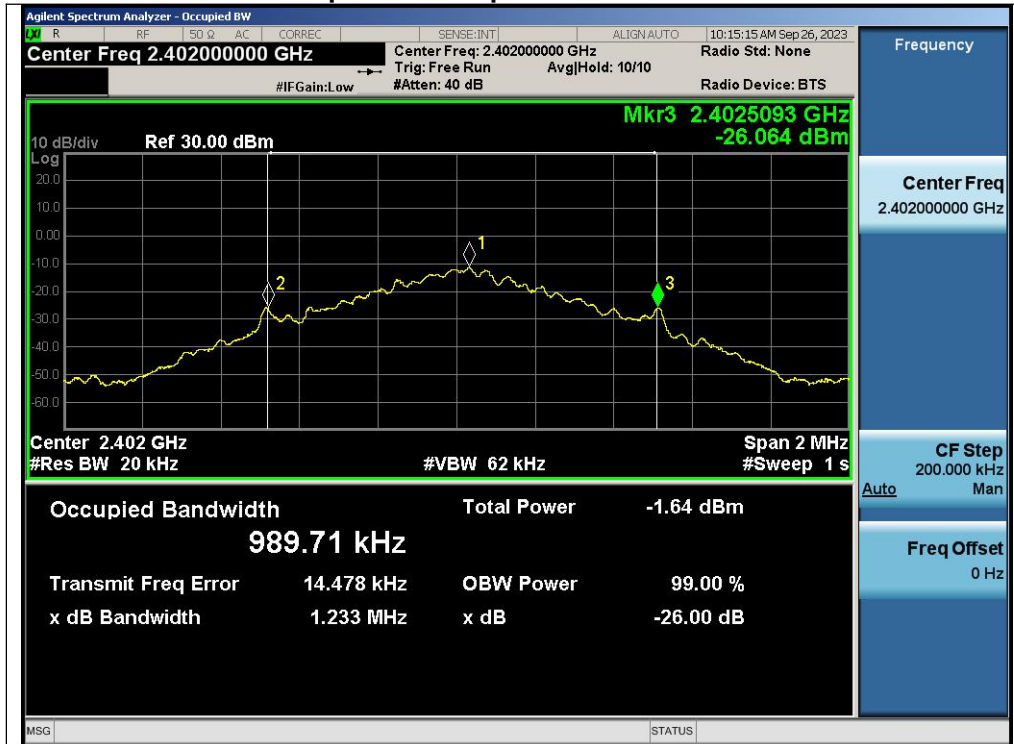 Agilent Spectrum Analyzer - Occupied BW
LXI R RF 50 Ω AC CORREC SENSE:INT ALIGN AUTO 10:15:15 AM Sep 26, 2023
Center Freq 2.402000000 GHz
Center Freq: 2.402000000 GHz
Radio Std: None
Trig: Free Run Avg|Hold: 10/10
#IFGain:Low
#Atten: 40 dB
Radio Device: BTS
Mkr3 2.4025093 GHz
-26.064 dBm
10 dB/div Ref 30.00 dBm
Log
20.0
10.0
0.00
-10.0
-20.0
-30.0
-40.0
-50.0
-60.0
1
2
3
Center 2.402 GHz Span 2 MHz
#Res BW 20 kHz #VBW 62 kHz #Sweep 1 s
Occupied Bandwidth Total Power -1.64 dBm
989.71 kHz
Transmit Freq Error 14.478 kHz OBW Power 99.00 %
x dB Bandwidth 1.233 MHz x dB -26.00 dB
Frequency
Center Freq
2.402000000 GHz
CF Step
200.000 kHz
Auto Man
Freq Offset
0 Hz
MSG STATUS